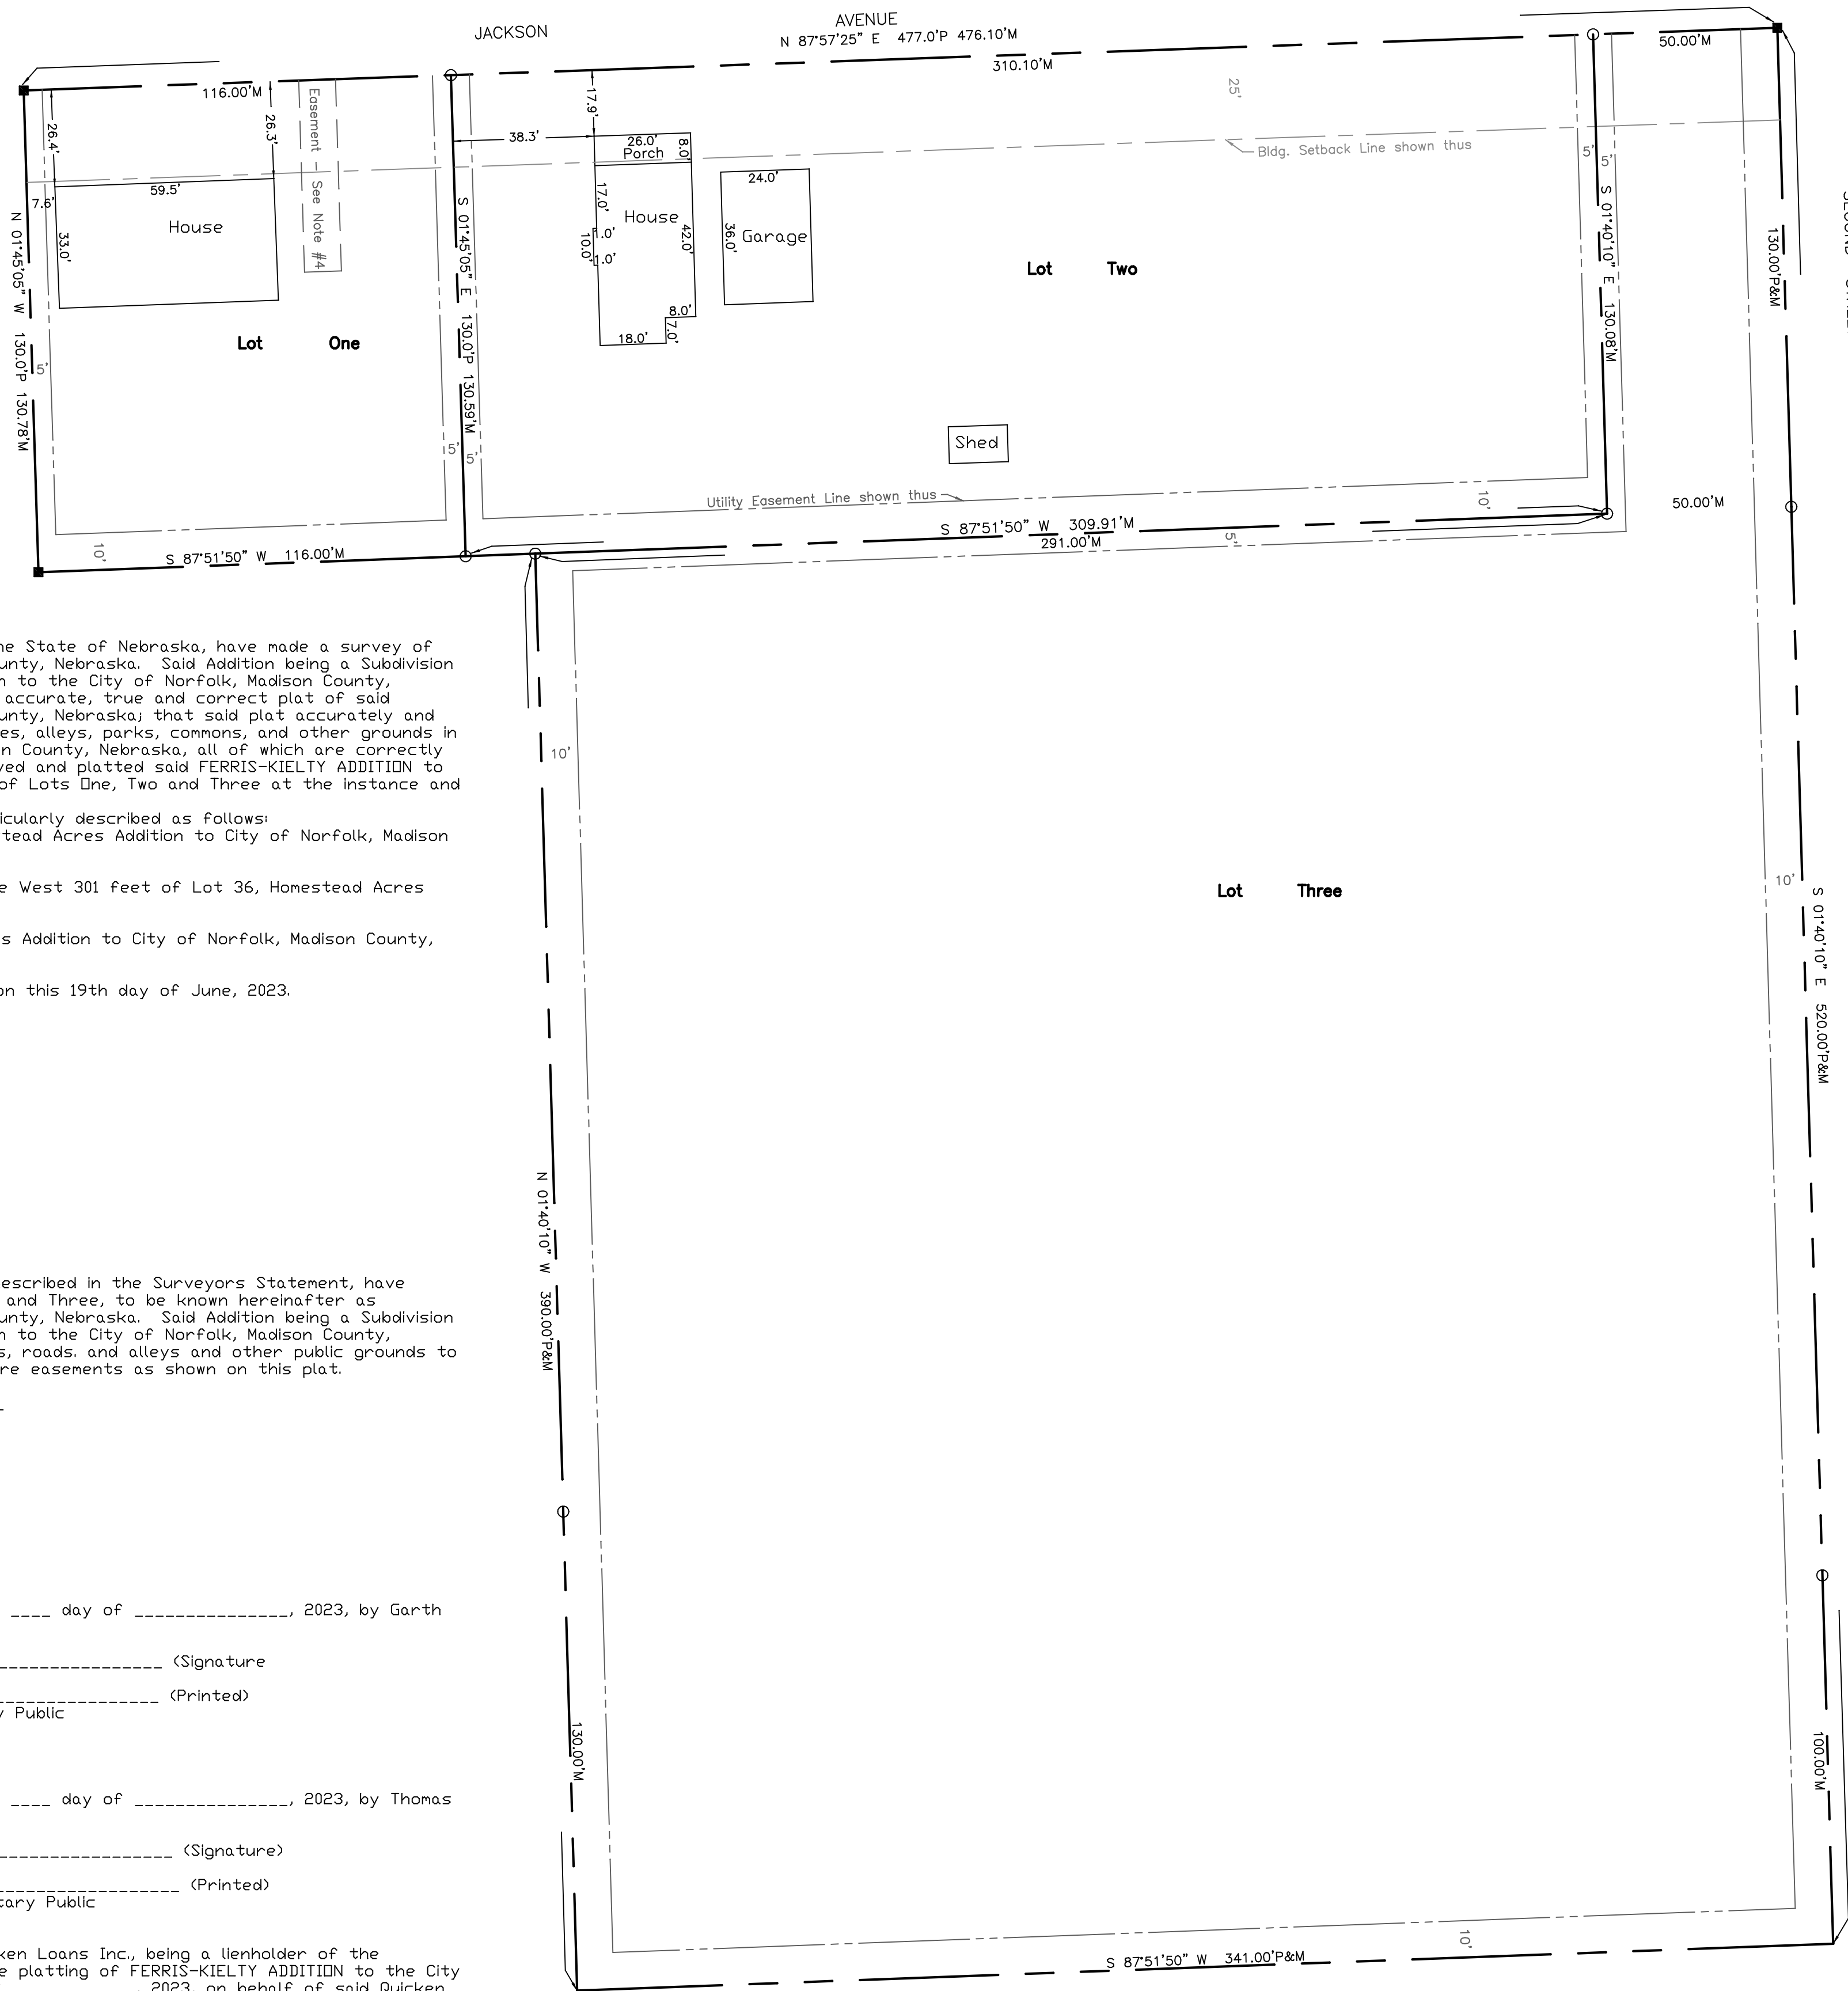 JACKSON AVENUE
N 87°57'25" E 477.0'P 476.10'M
116.00'M
310.10'M
50.00'M
26.4'
26.3'
59.5'
7.6'
33.0'
House
Easement - See Note #4
N 01°45'05" W 130.0'P 130.78'M
5'
Lot One
10'
S 87°51'50" W 116.00'M
5'
5'
S 01°45'05" E 130.0'P 130.59'M
38.3'
17.9'
26.0'
8.0'
Porch
17.0'
House
1.0'
10.0'
1.0'
42.0'
8.0'
7.0'
18.0'
24.0'
36.0'
Garage
25'
Bldg. Setback Line shown thus
Lot Two
Shed
Utility Easement Line shown thus
10'
S 87°51'50" W 309.91'M
291.00'M
5'
5'
5'
S 01°40'10" E 130.08'M
130.00'P&M
50.00'M
SECOND
he State of Nebraska, have made a survey of
unty, Nebraska. Said Addition being a Subdivision
n to the City of Norfolk, Madison County,
accurate, true and correct plat of said
unty, Nebraska; that said plat accurately and
es, alleys, parks, commons, and other grounds in
n County, Nebraska, all of which are correctly
yed and platted said FERRIS-KIELTY ADDITION to
of Lots One, Two and Three at the instance and
icularly described as follows:
tead Acres Addition to City of Norfolk, Madison
e West 301 feet of Lot 36, Homestead Acres
s Addition to City of Norfolk, Madison County,
on this 19th day of June, 2023.
10'
Lot Three
10'
S 01°40'10" E 520.00'P&M
N 01°40'10" W 390.00'P&M
escribed in the Surveyors Statement, have
and Three, to be known hereinafter as
unty, Nebraska. Said Addition being a Subdivision
n to the City of Norfolk, Madison County,
s, roads. and alleys and other public grounds to
re easements as shown on this plat.
____ day of _______________, 2023, by Garth
________________ (Signature
________________ (Printed)
y Public
130.00'M
100.00'M
____ day of _______________, 2023, by Thomas
_________________ (Signature)
__________________ (Printed)
tary Public
ken Loans Inc., being a lienholder of the
e platting of FERRIS-KIELTY ADDITION to the City
, 2023, on behalf of said Quicken
10'
S 87°51'50" W 341.00'P&M